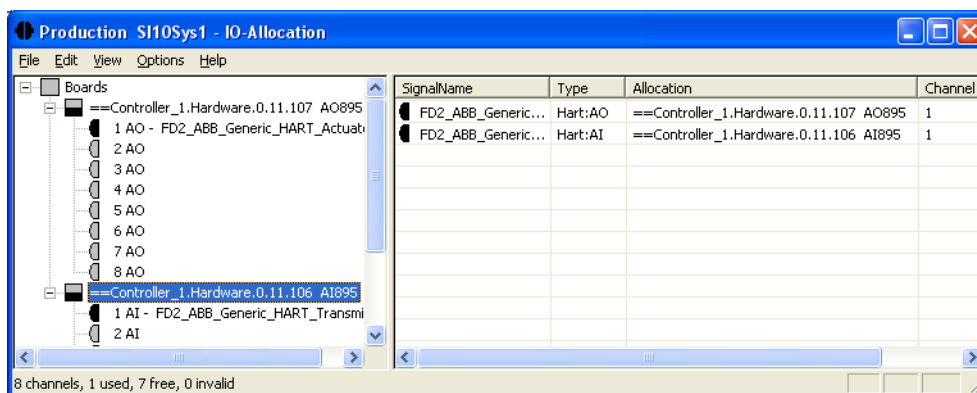 Production SI10Sys1 - IO-Allocation
File Edit View Options Help
Boards
==Controller_1.Hardware.0.11.107 AO895
1 AO - FD2_ABB_Generic_HART_Actuat
2 AO
3 AO
4 AO
5 AO
6 AO
7 AO
8 AO
==Controller_1.Hardware.0.11.106 AI895
1 AI - FD2_ABB_Generic_HART_Transmi
2 AI
SignalName Type Allocation Channel
FD2_ABB_Generic... Hart:AO ==Controller_1.Hardware.0.11.107 AO895 1
FD2_ABB_Generic... Hart:AI ==Controller_1.Hardware.0.11.106 AI895 1
8 channels, 1 used, 7 free, 0 invalid